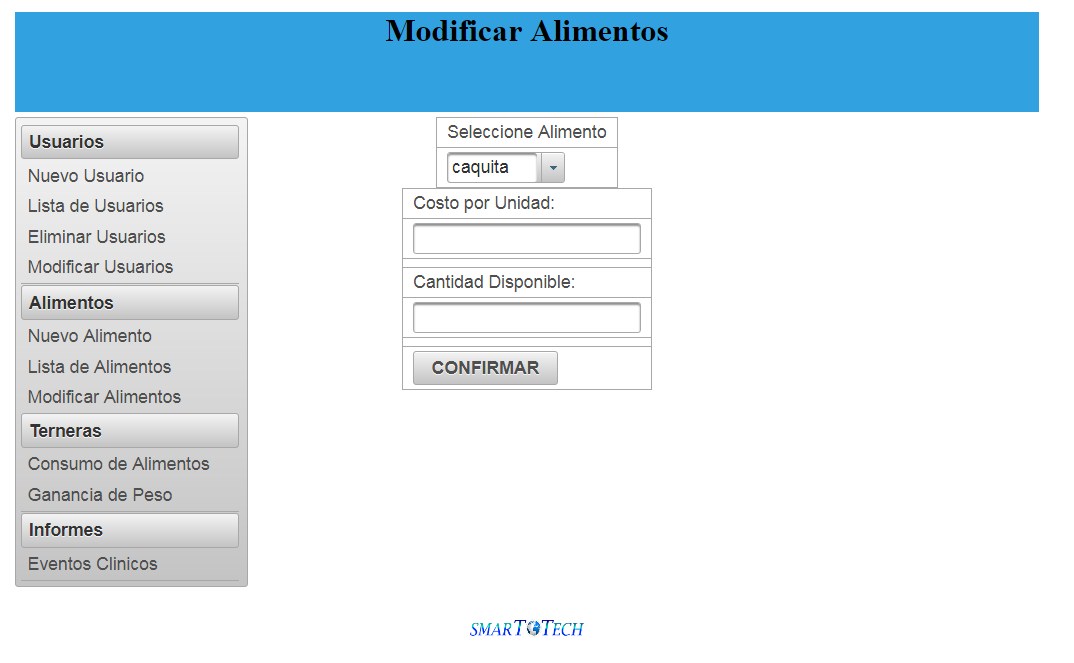 Modificar Alimentos
Usuarios
Nuevo Usuario
Lista de Usuarios
Eliminar Usuarios
Modificar Usuarios
Alimentos
Nuevo Alimento
Lista de Alimentos
Modificar Alimentos
Terneras
Consumo de Alimentos
Ganancia de Peso
Informes
Eventos Clinicos
Seleccione Alimento
caquita
Costo por Unidad:
Cantidad Disponible:
CONFIRMAR
SMARTOTECH